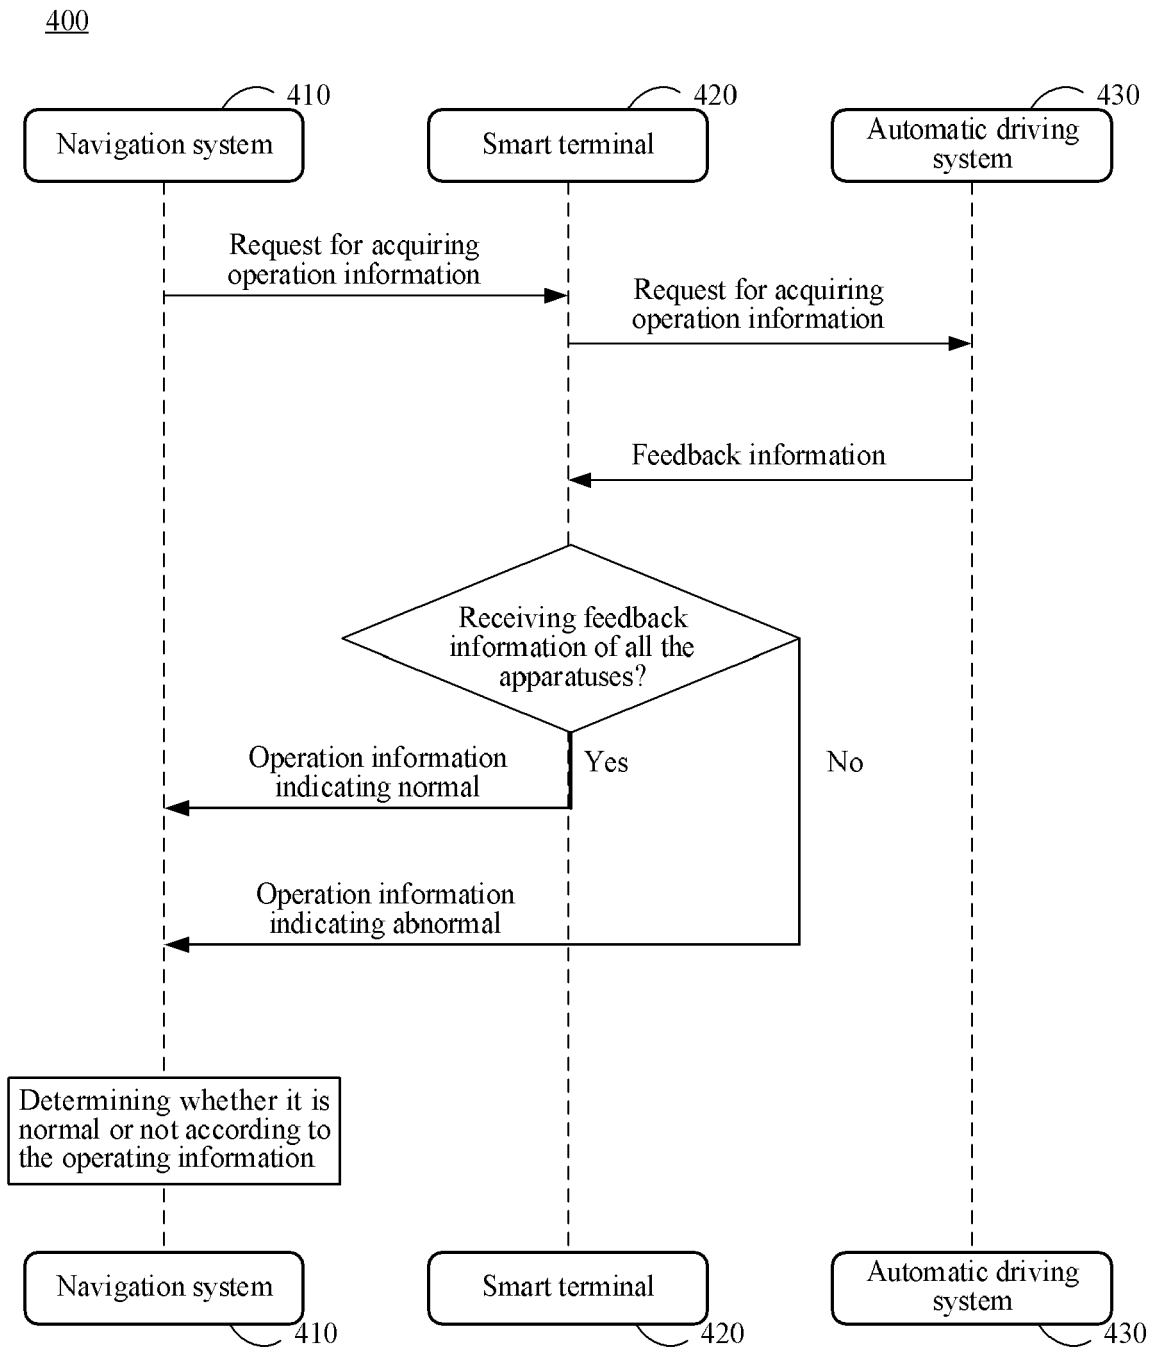 400
410
420
430
Navigation system
Smart terminal
Automatic driving
system
Request for acquiring
operation information
Request for acquiring
operation information
Feedback information
Receiving feedback
information of all the
apparatuses?
Operation information
indicating normal
Yes
No
Operation information
indicating abnormal
Determining whether it is
normal or not according to
the operating information
Navigation system
Smart terminal
Automatic driving
system
410
420
430